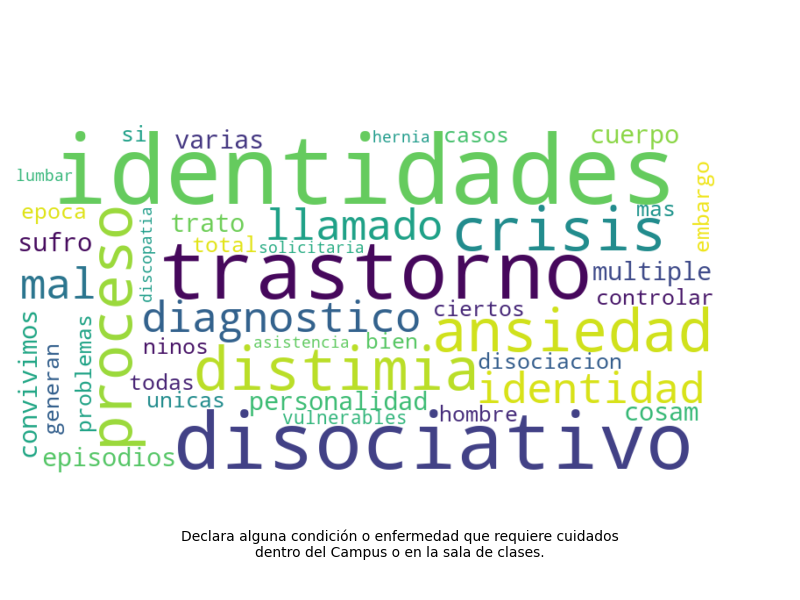 si varias hernia casos cuerpo
identidades
lumbar
epoca trato llamado crisis mas embargo
sufro total solicitaria
proceso discopatia
mal trastorno multiple
controlar
diagnostico ciertos
ansiedad
convivimos generan problemas ninos asistencia bien
distimia disociacion
todas identidad
unicas personalidad
vulnerables hombre cosam
disociativo
episodios
Declara alguna condición o enfermedad que requiere cuidados
dentro del Campus o en la sala de clases.